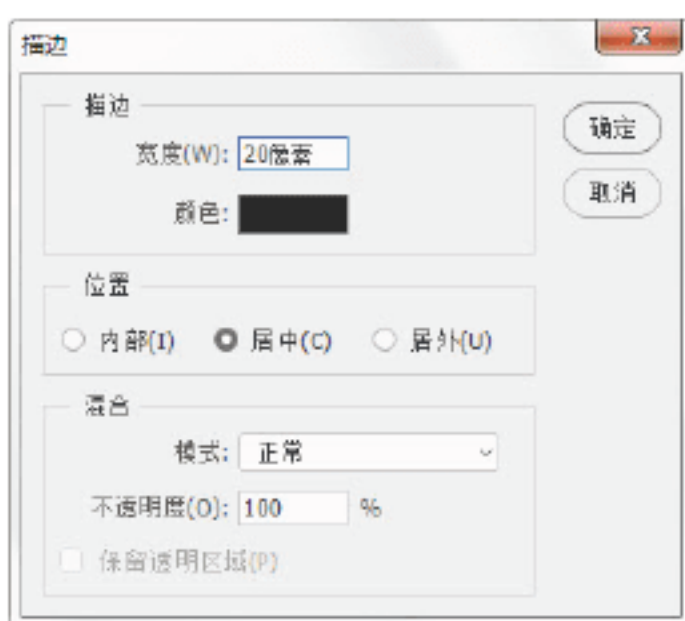 描边
描边
宽度(W): 20像素
颜色:
确定
取消
位置
内部(I) 居中(C) 居外(U)
混合
模式: 正常
不透明度(O): 100 %
保留透明区域(P)